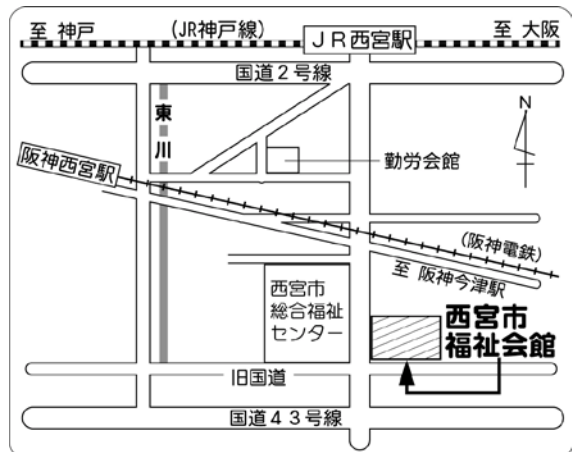 至 神戸
(JR神戸線)
JR西宮駅
至 大阪
国道2号線
東川
N
阪神西宮駅
勤労会館
(阪神電鉄)
至 阪神今津駅
西宮市
総合福祉
センター
西宮市
福祉会館
旧国道
国道43号線